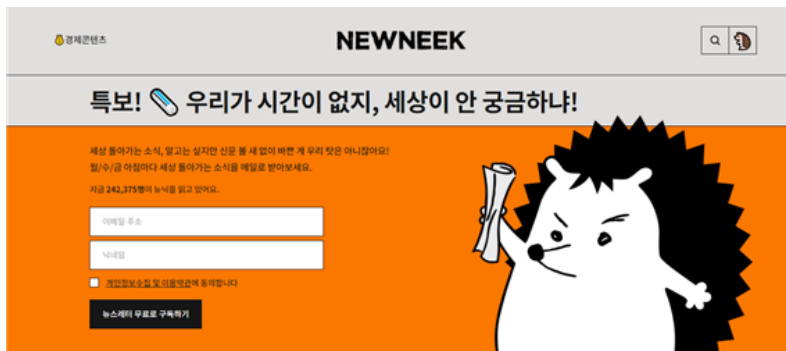 경제콘텐츠
NEWNEEK
특보! 우리가 시간이 없지, 세상이 안 궁금하냐!
세상 돌아가는 소식, 알고는 싶지만 신문 볼 새 없이 바쁜 게 우리 탓은 아니잖아요!
월/수/금 아침마다 세상 돌아가는 소식을 메일로 받아보세요.
지금 242,375명이 뉴닉을 읽고 있어요.
이메일 주소
닉네임
개인정보수집 및 이용약관에 동의합니다
뉴스레터 무료로 구독하기